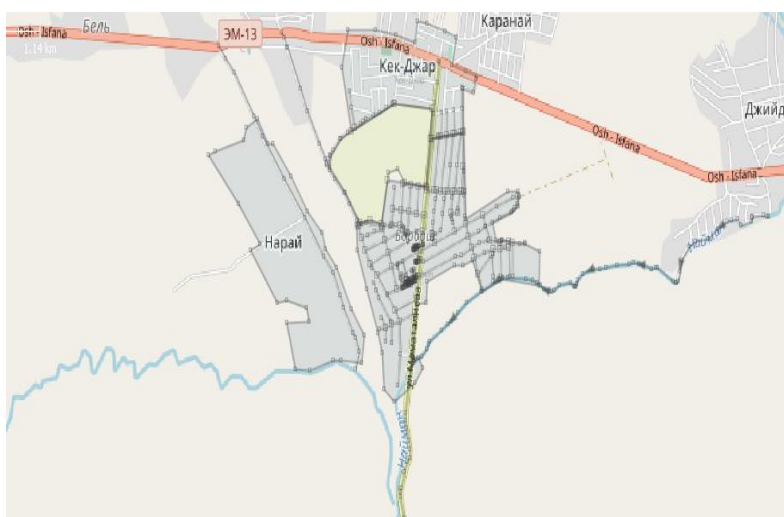 Каранай
Osh - Isfana
Бель
ЭМ-13
Osh - Isfana
1.14 km
Кек-Джар
Джийд
Osh - Isfana
Osh - Isfana
Нарай
Найман